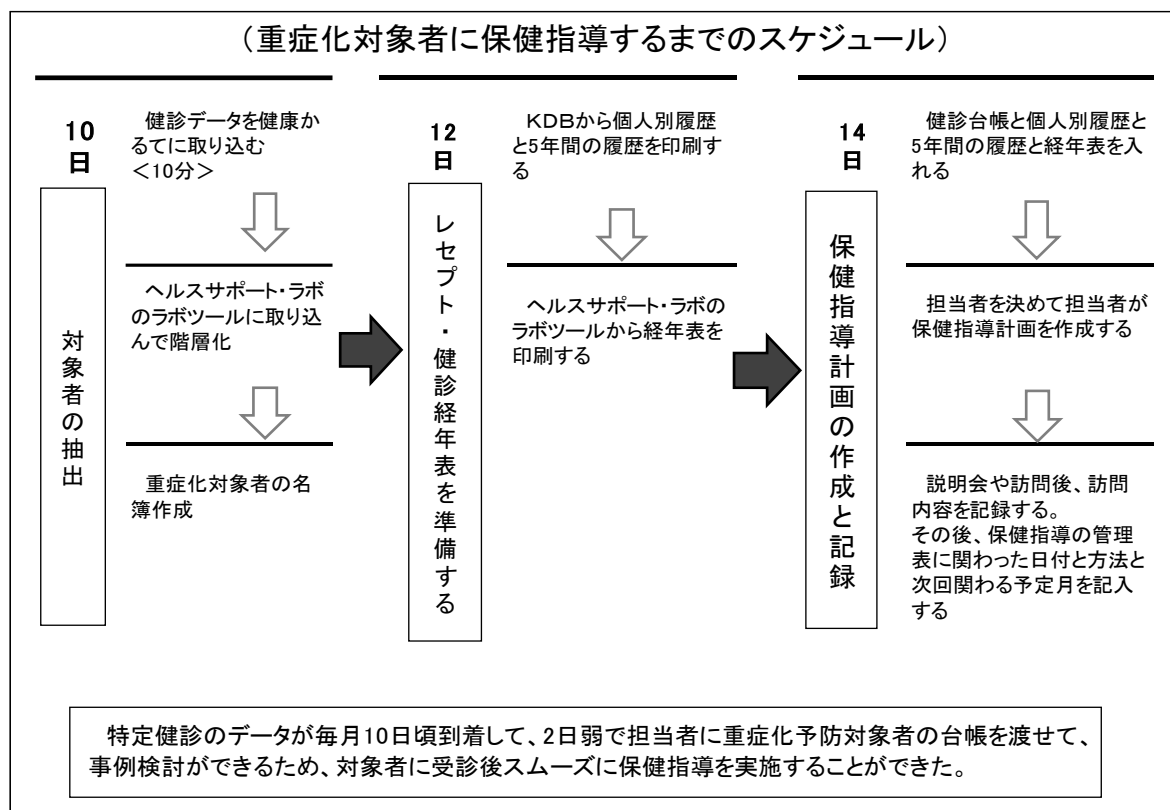 （重症化対象者に保健指導するまでのスケジュール）
10日
対象者の抽出
健診データを健康か
るてに取り込む
＜10分＞
ヘルスサポート・ラボ
のラボツールに取り込
んで階層化
重症化対象者の名
簿作成
12日
レセプト・健診経年表を準備する
ＫＤＢから個人別履歴
と5年間の履歴を印刷す
る
ヘルスサポート・ラボの
ラボツールから経年表を
印刷する
14日
保健指導計画の作成と記録
健診台帳と個人別履歴と
5年間の履歴と経年表を入
れる
担当者を決めて担当者が
保健指導計画を作成する
説明会や訪問後、訪問
内容を記録する。
その後、保健指導の管理
表に関わった日付と方法と
次回関わる予定月を記入
する
特定健診のデータが毎月10日頃到着して、2日弱で担当者に重症化予防対象者の台帳を渡せて、
事例検討ができるため、対象者に受診後スムーズに保健指導を実施することができた。